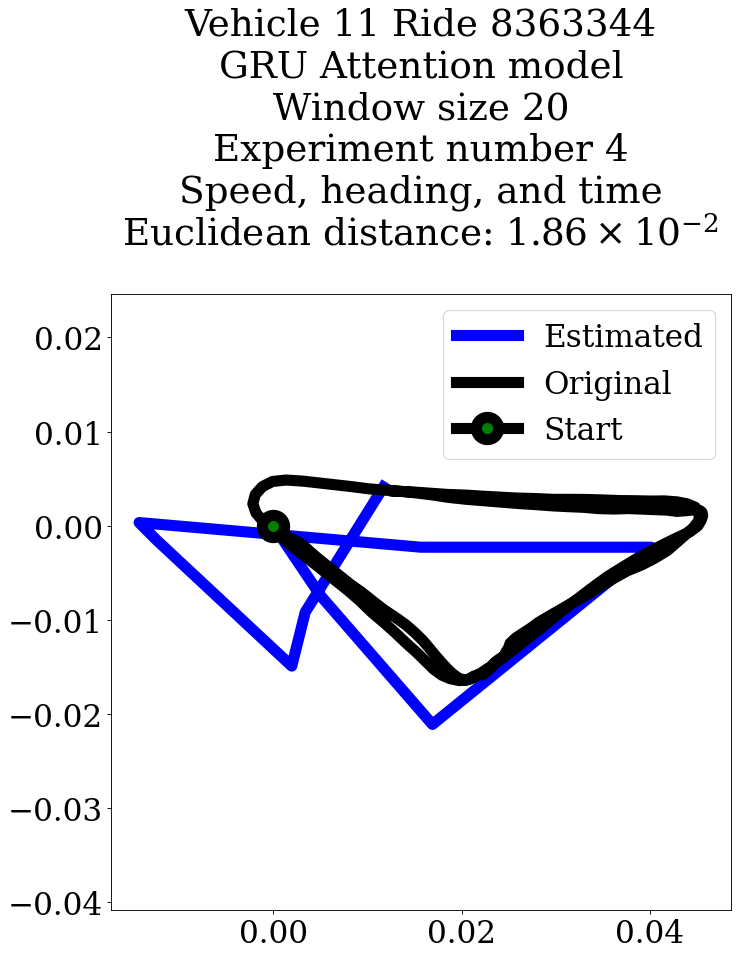 Vehicle 11 Ride 8363344
GRU Attention model
Window size 20
Experiment number 4
Speed, heading, and time
Euclidean distance: 1.86 × 10⁻²
Estimated
Original
Start
0.02
0.01
0.00
−0.01
−0.02
−0.03
−0.04
0.00 0.02 0.04